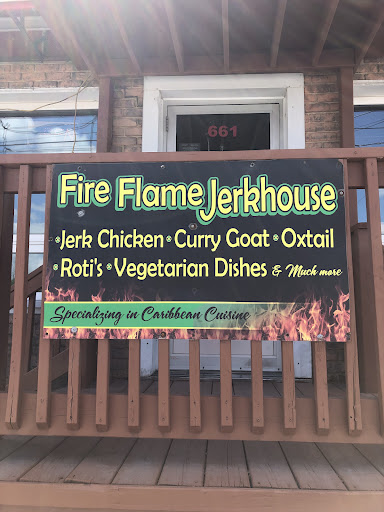 661
Fire Flame Jerkhouse
•Jerk Chicken•Curry Goat•Oxtail
•Roti's•Vegetarian Dishes & Much more
Specializing in Caribbean Cuisine